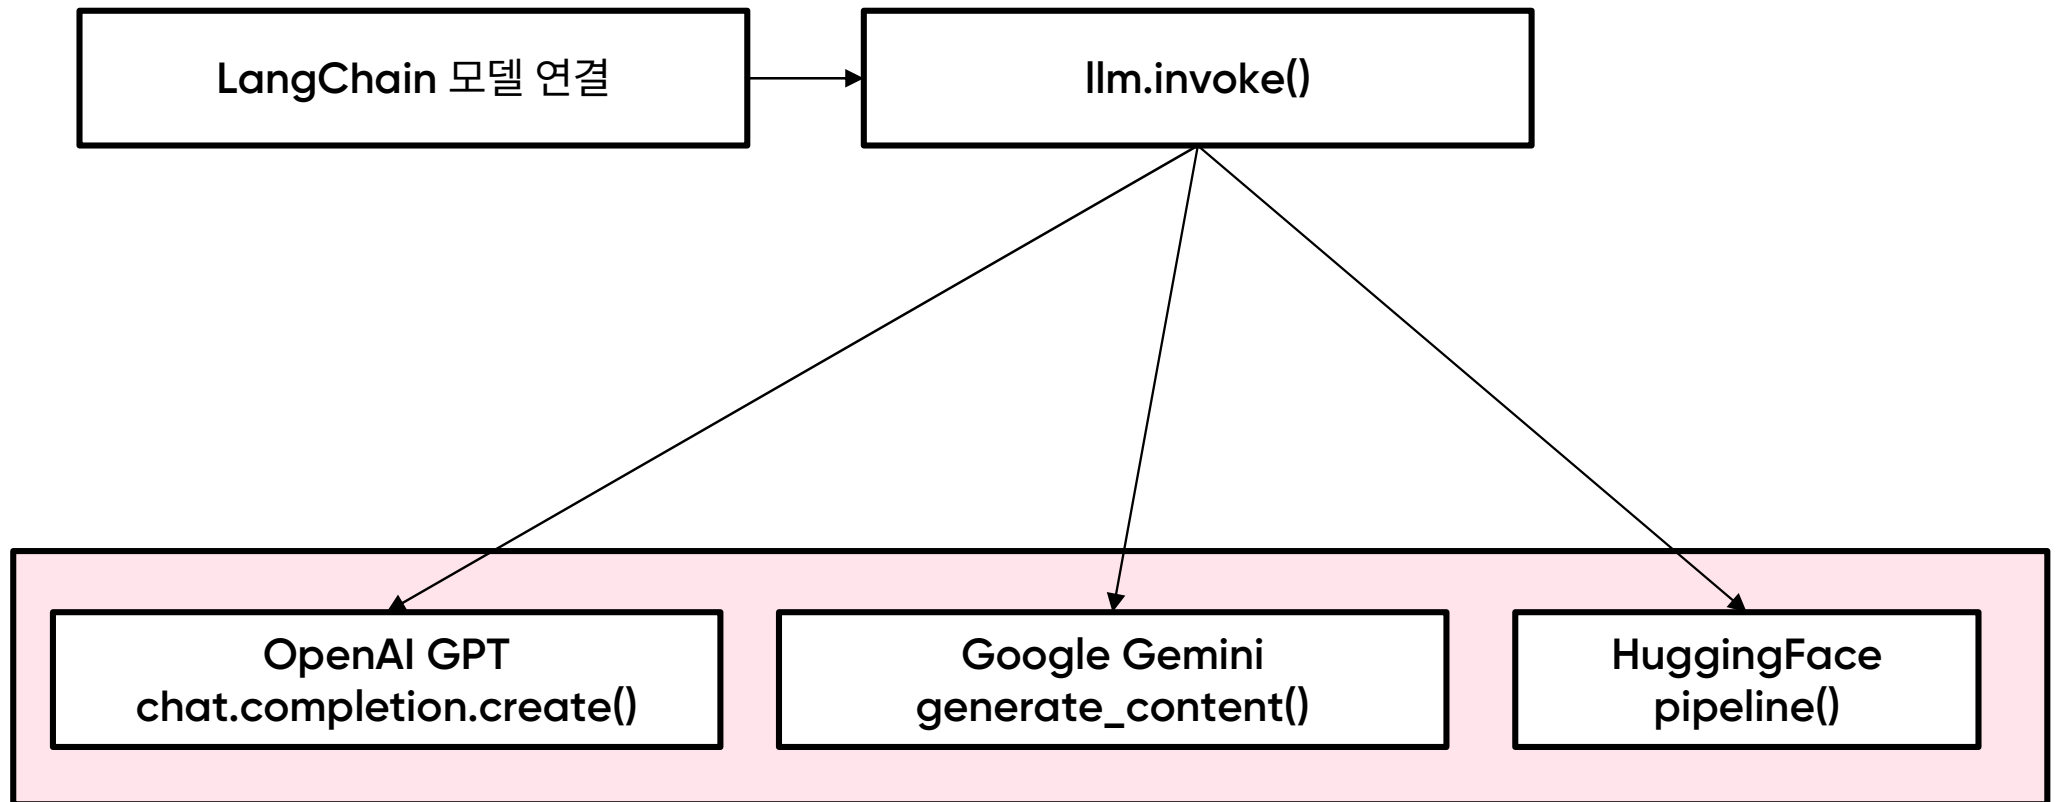 LangChain 모델 연결
llm.invoke()
OpenAI GPT
chat.completion.create()
Google Gemini
generate_content()
HuggingFace
pipeline()